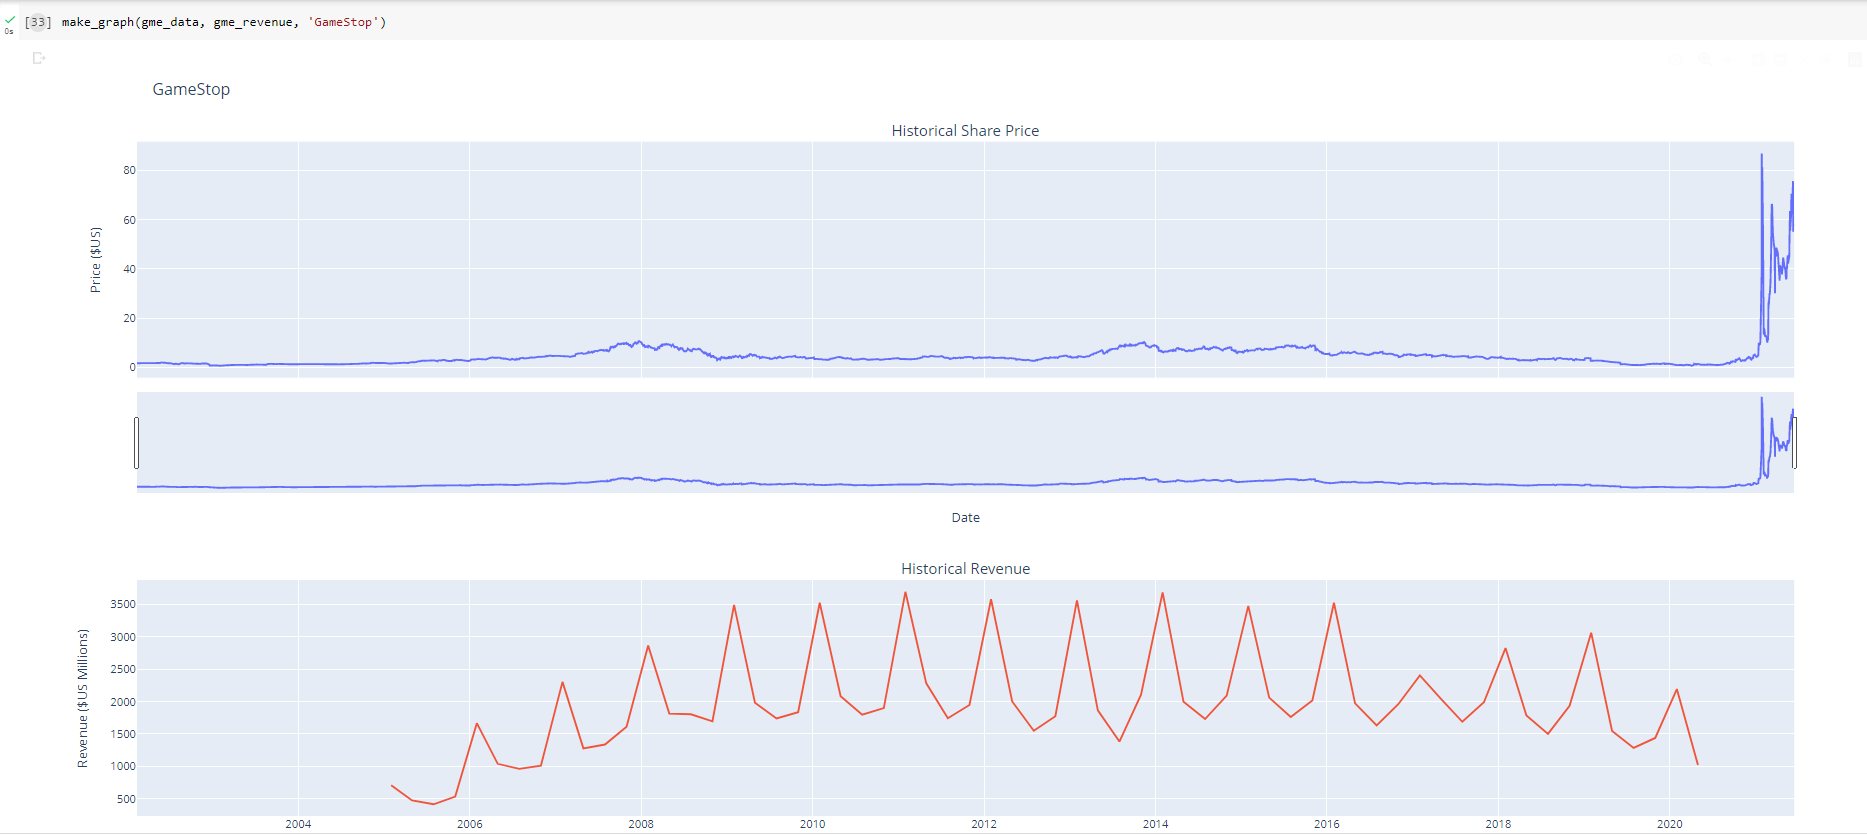 [33] make_graph(gme_data, gme_revenue, 'GameStop')
0s
GameStop
Historical Share Price
80
60
40
20
0
Price ($US)
Date
Historical Revenue
3500
3000
2500
2000
1500
1000
500
Revenue ($US Millions)
2004 2006 2008 2010 2012 2014 2016 2018 2020